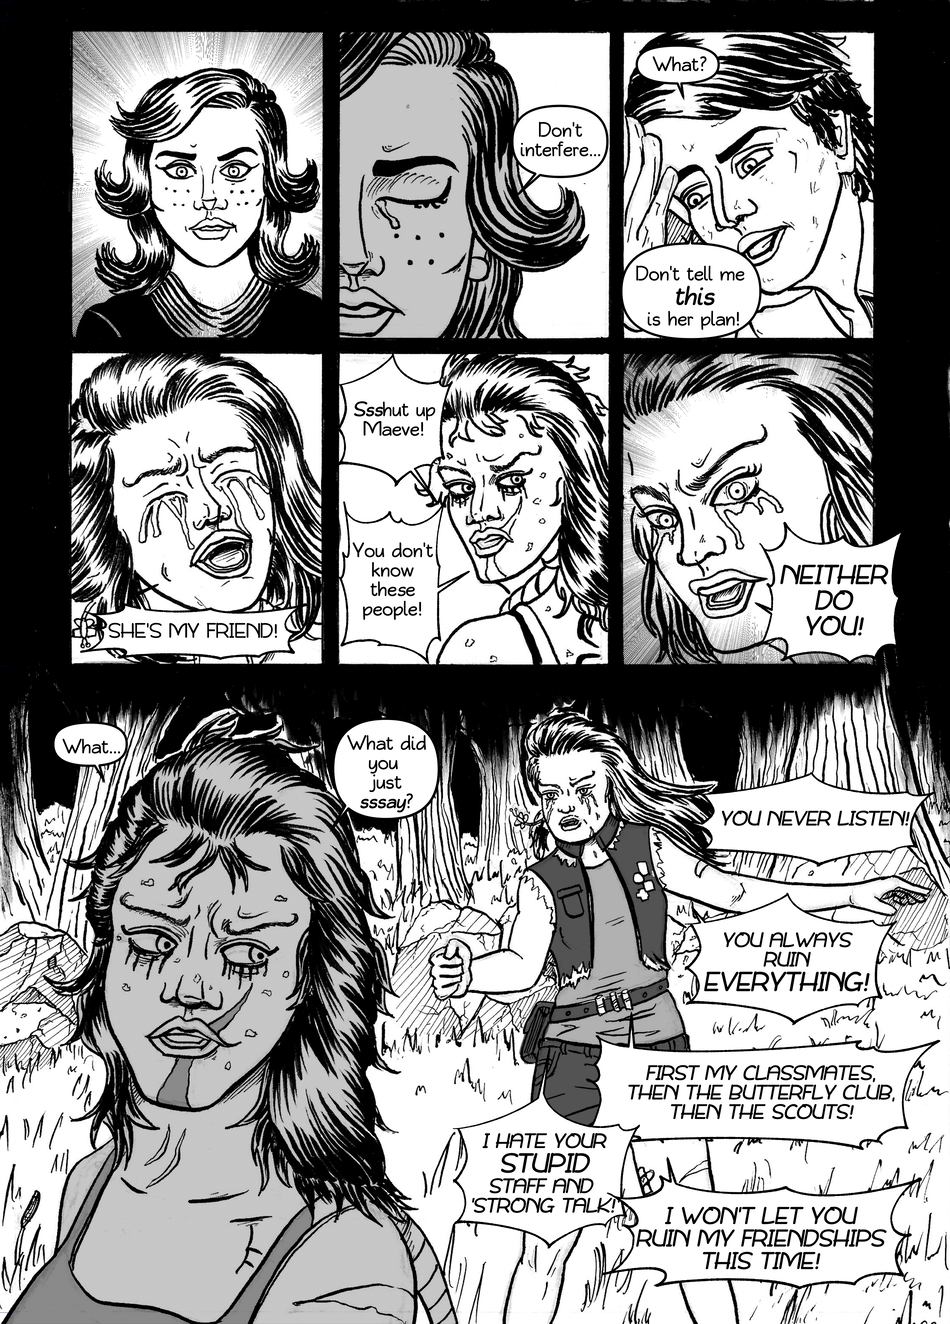 Don't
interfere...
What?
Don't tell me
this
is her plan!
SHE'S MY FRIEND!
Ssshut up
Maeve!
You don't
know
these
people!
NEITHER
DO
YOU!
What...
What did
you
just
sssay?
YOU NEVER LISTEN!
YOU ALWAYS
RUIN
EVERYTHING!
FIRST MY CLASSMATES,
THEN THE BUTTERFLY CLUB,
THEN THE SCOUTS!
I HATE YOUR
STUPID
STAFF AND
'STRONG TALK!'
I WON'T LET YOU
RUIN MY FRIENDSHIPS
THIS TIME!